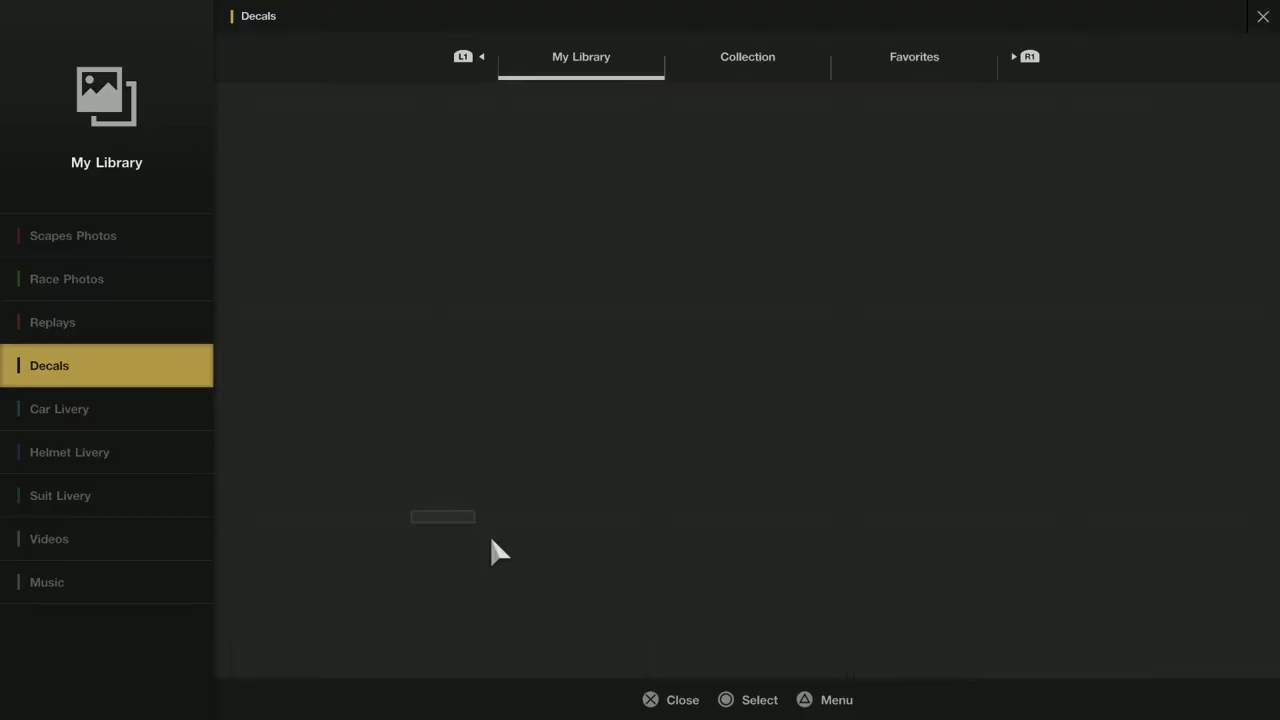 Decals
L1
My Library
Collection
Favorites
R1
My Library
Scapes Photos
Race Photos
Replays
Decals
Car Livery
Helmet Livery
Suit Livery
Videos
Music
Close
Select
Menu